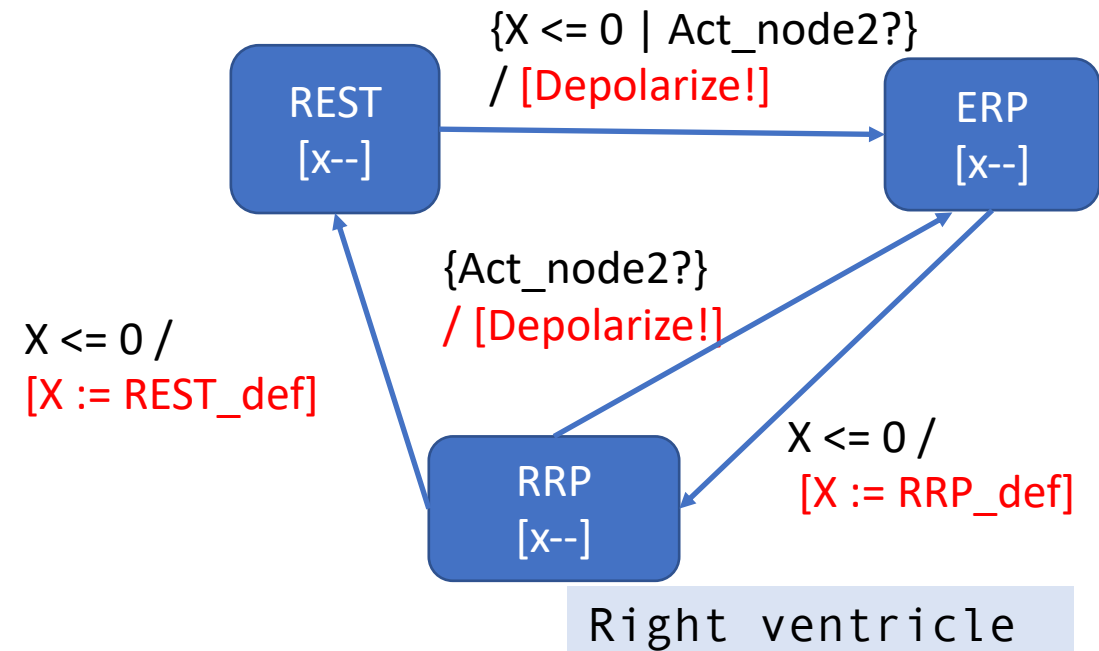 {X <= 0 | Act_node2?}
/ [Depolarize!]
REST
[x--]
ERP
[x--]
{Act_node2?}
/ [Depolarize!]
X <= 0 /
[X := REST_def]
X <= 0 /
[X := RRP_def]
RRP
[x--]
Right ventricle